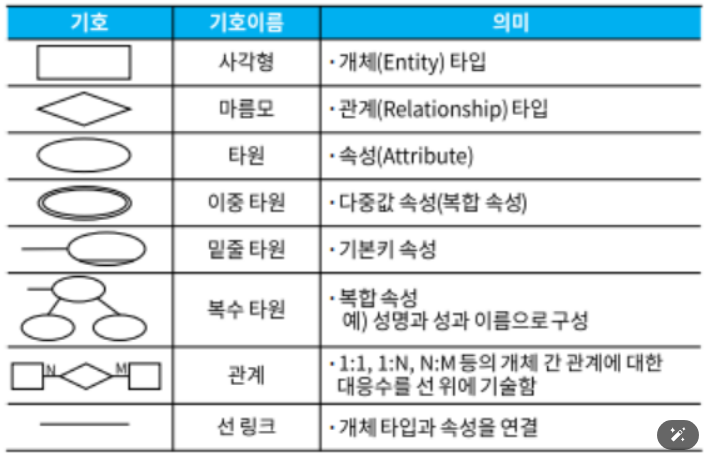 기호 기호이름 의미
사각형 · 개체(Entity) 타입
마름모 · 관계(Relationship) 타입
타원 · 속성(Attribute)
이중 타원 · 다중값 속성(복합 속성)
밑줄 타원 · 기본키 속성
복수 타원 · 복합 속성
예) 성명과 성과 이름으로 구성
N M 관계 · 1:1, 1:N, N:M 등의 개체 간 관계에 대한
대응수를 선 위에 기술함
선 링크 · 개체 타입과 속성을 연결